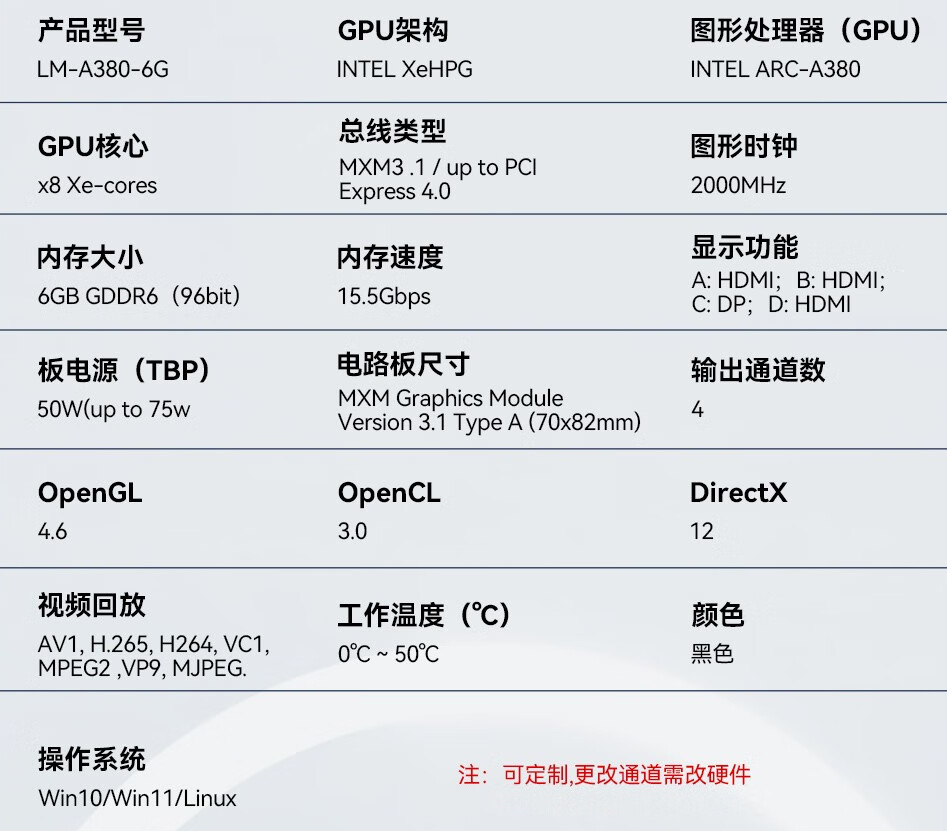 产品型号
LM-A380-6G
GPU架构
INTEL XeHPG
图形处理器（GPU）
INTEL ARC-A380
GPU核心
x8 Xe-cores
总线类型
MXM3 .1 / up to PCI
Express 4.0
图形时钟
2000MHz
内存大小
6GB GDDR6（96bit）
内存速度
15.5Gbps
显示功能
A: HDMI；B: HDMI；
C: DP；D: HDMI
板电源（TBP）
50W(up to 75w
电路板尺寸
MXM Graphics Module
Version 3.1 Type A (70x82mm)
输出通道数
4
OpenGL
4.6
OpenCL
3.0
DirectX
12
视频回放
AV1, H.265, H264, VC1,
MPEG2 ,VP9, MJPEG.
工作温度（℃）
0℃ ~ 50℃
颜色
黑色
操作系统
Win10/Win11/Linux
注：可定制,更改通道需改硬件